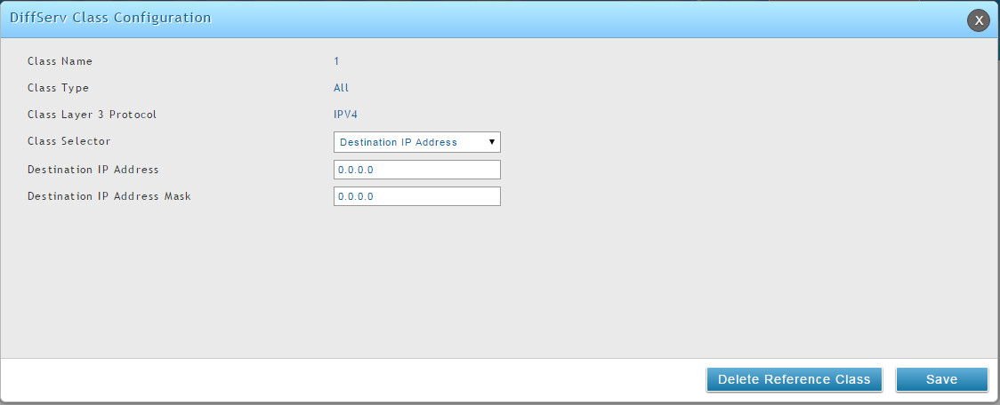 DiffServ Class Configuration
X
Class Name 1
Class Type All
Class Layer 3 Protocol IPV4
Class Selector Destination IP Address
Destination IP Address 0.0.0.0
Destination IP Address Mask 0.0.0.0
Delete Reference Class Save